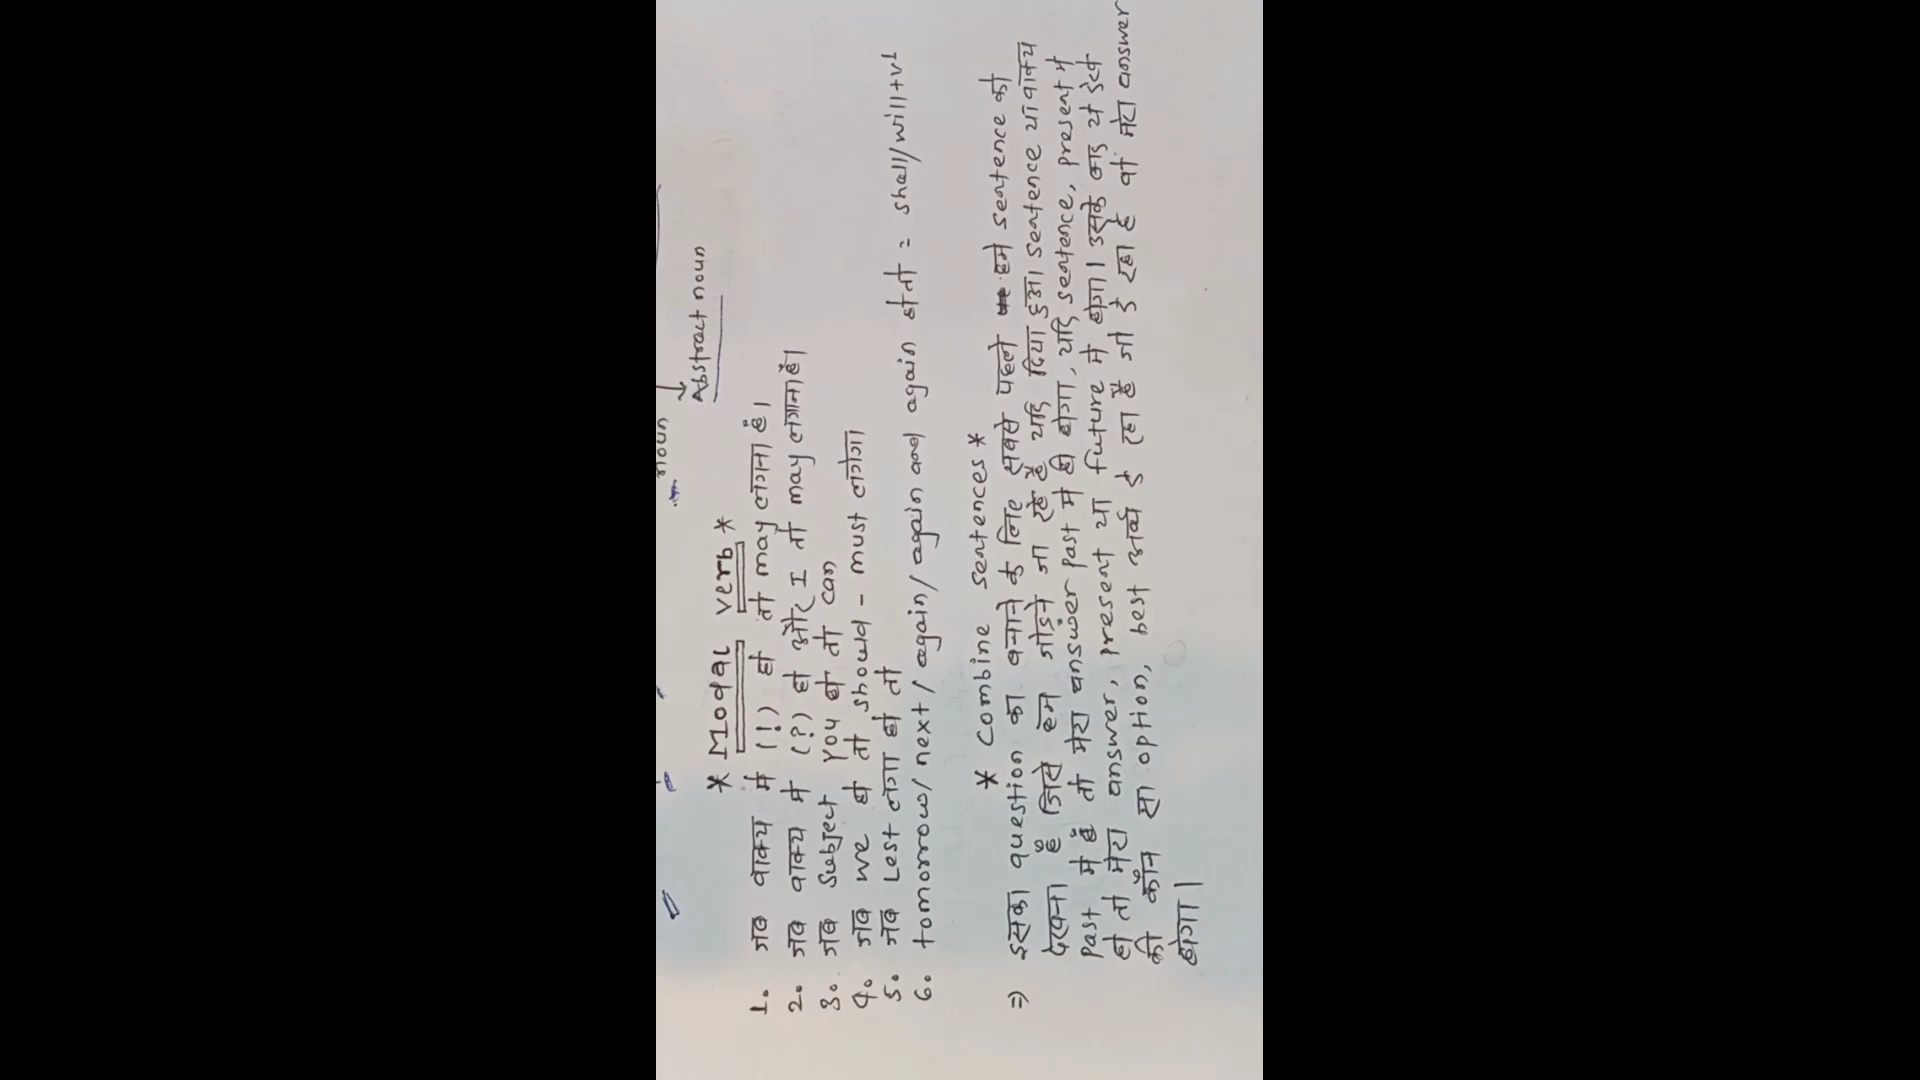 noun
Abstract noun
* Modal verb *
1. जब वाक्य में (!) हो तो may लगाना हैं।
2. जब वाक्य में (?) हो और I तो may लगाना हैं।
3. जब subject you हो तो can
4. जब we हो तो should - must लगेगा
5. जब Lest लगा हो तो
6. tomorrow/next/again/again and again होतो = shall/will+v1
* Combine sentences *
⇒ इसका question को बनाने के लिए सबसे पहले हम sentence को
देखना है जिसे हम जोड़ने जा रहे हैं यदि दिया हुआ sentence या वाक्य
past में हैं तो मेरा answer past में ही होगा, यदि sentence, present में
हो तो मेरा answer, present या future में होगा। उसके बाद ये देखे
की कौन सा option, best अर्थ दे रहा है जो दे रहा है वो मेरा answer
होगा।